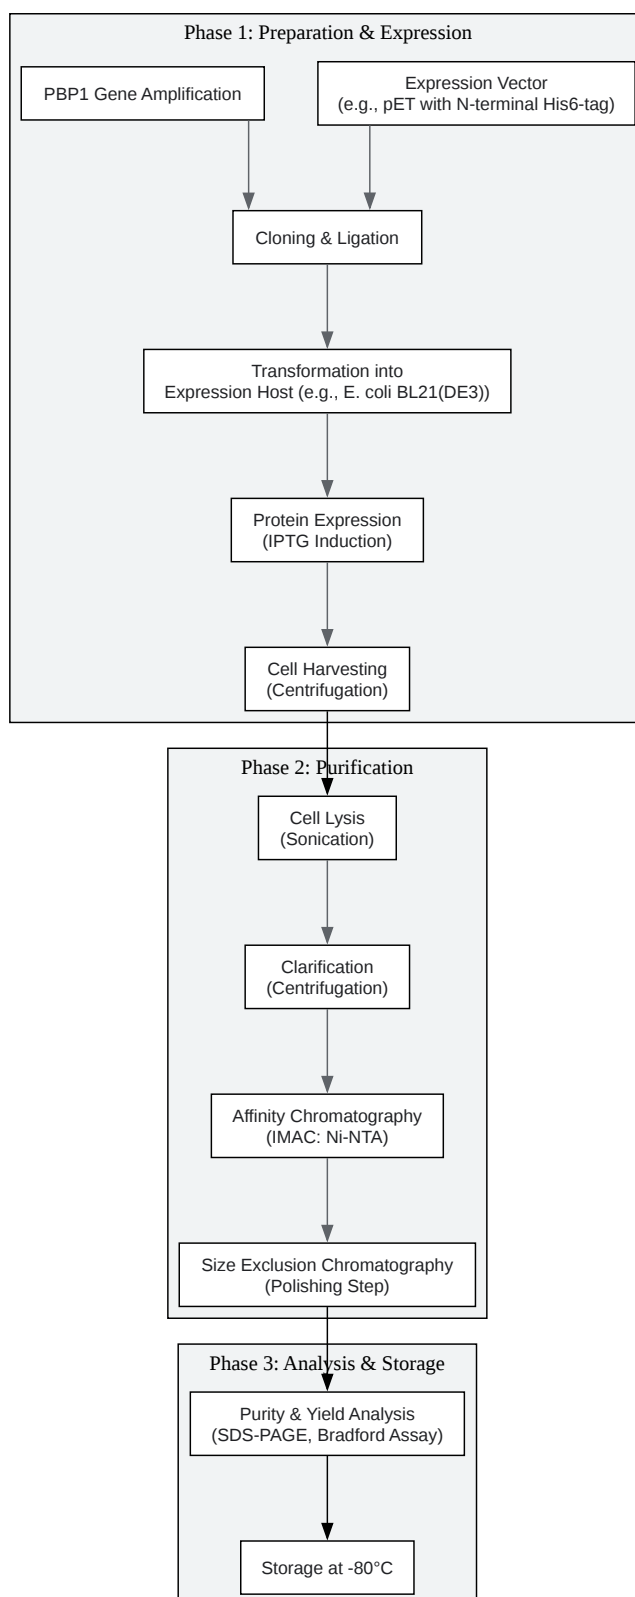 Phase 1: Preparation & Expression
PBP1 Gene Amplification
Expression Vector
(e.g., pET with N-terminal His6-tag)
Cloning & Ligation
Transformation into
Expression Host (e.g., E. coli BL21(DE3))
Protein Expression
(IPTG Induction)
Cell Harvesting
(Centrifugation)
Phase 2: Purification
Cell Lysis
(Sonication)
Clarification
(Centrifugation)
Affinity Chromatography
(IMAC: Ni-NTA)
Size Exclusion Chromatography
(Polishing Step)
Phase 3: Analysis & Storage
Purity & Yield Analysis
(SDS-PAGE, Bradford Assay)
Storage at -80°C